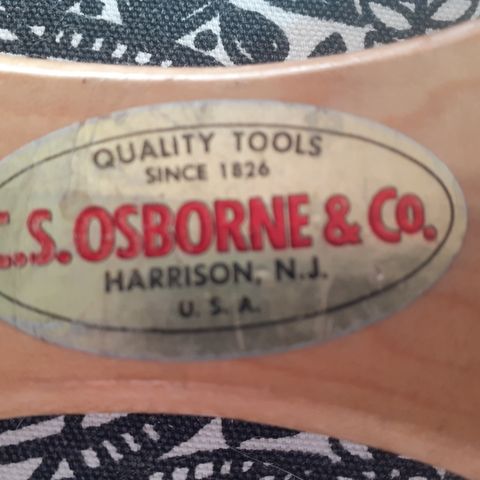 QUALITY TOOLS
SINCE 1826
C.S. OSBORNE & CO.
HARRISON, N.J.
U.S.A.